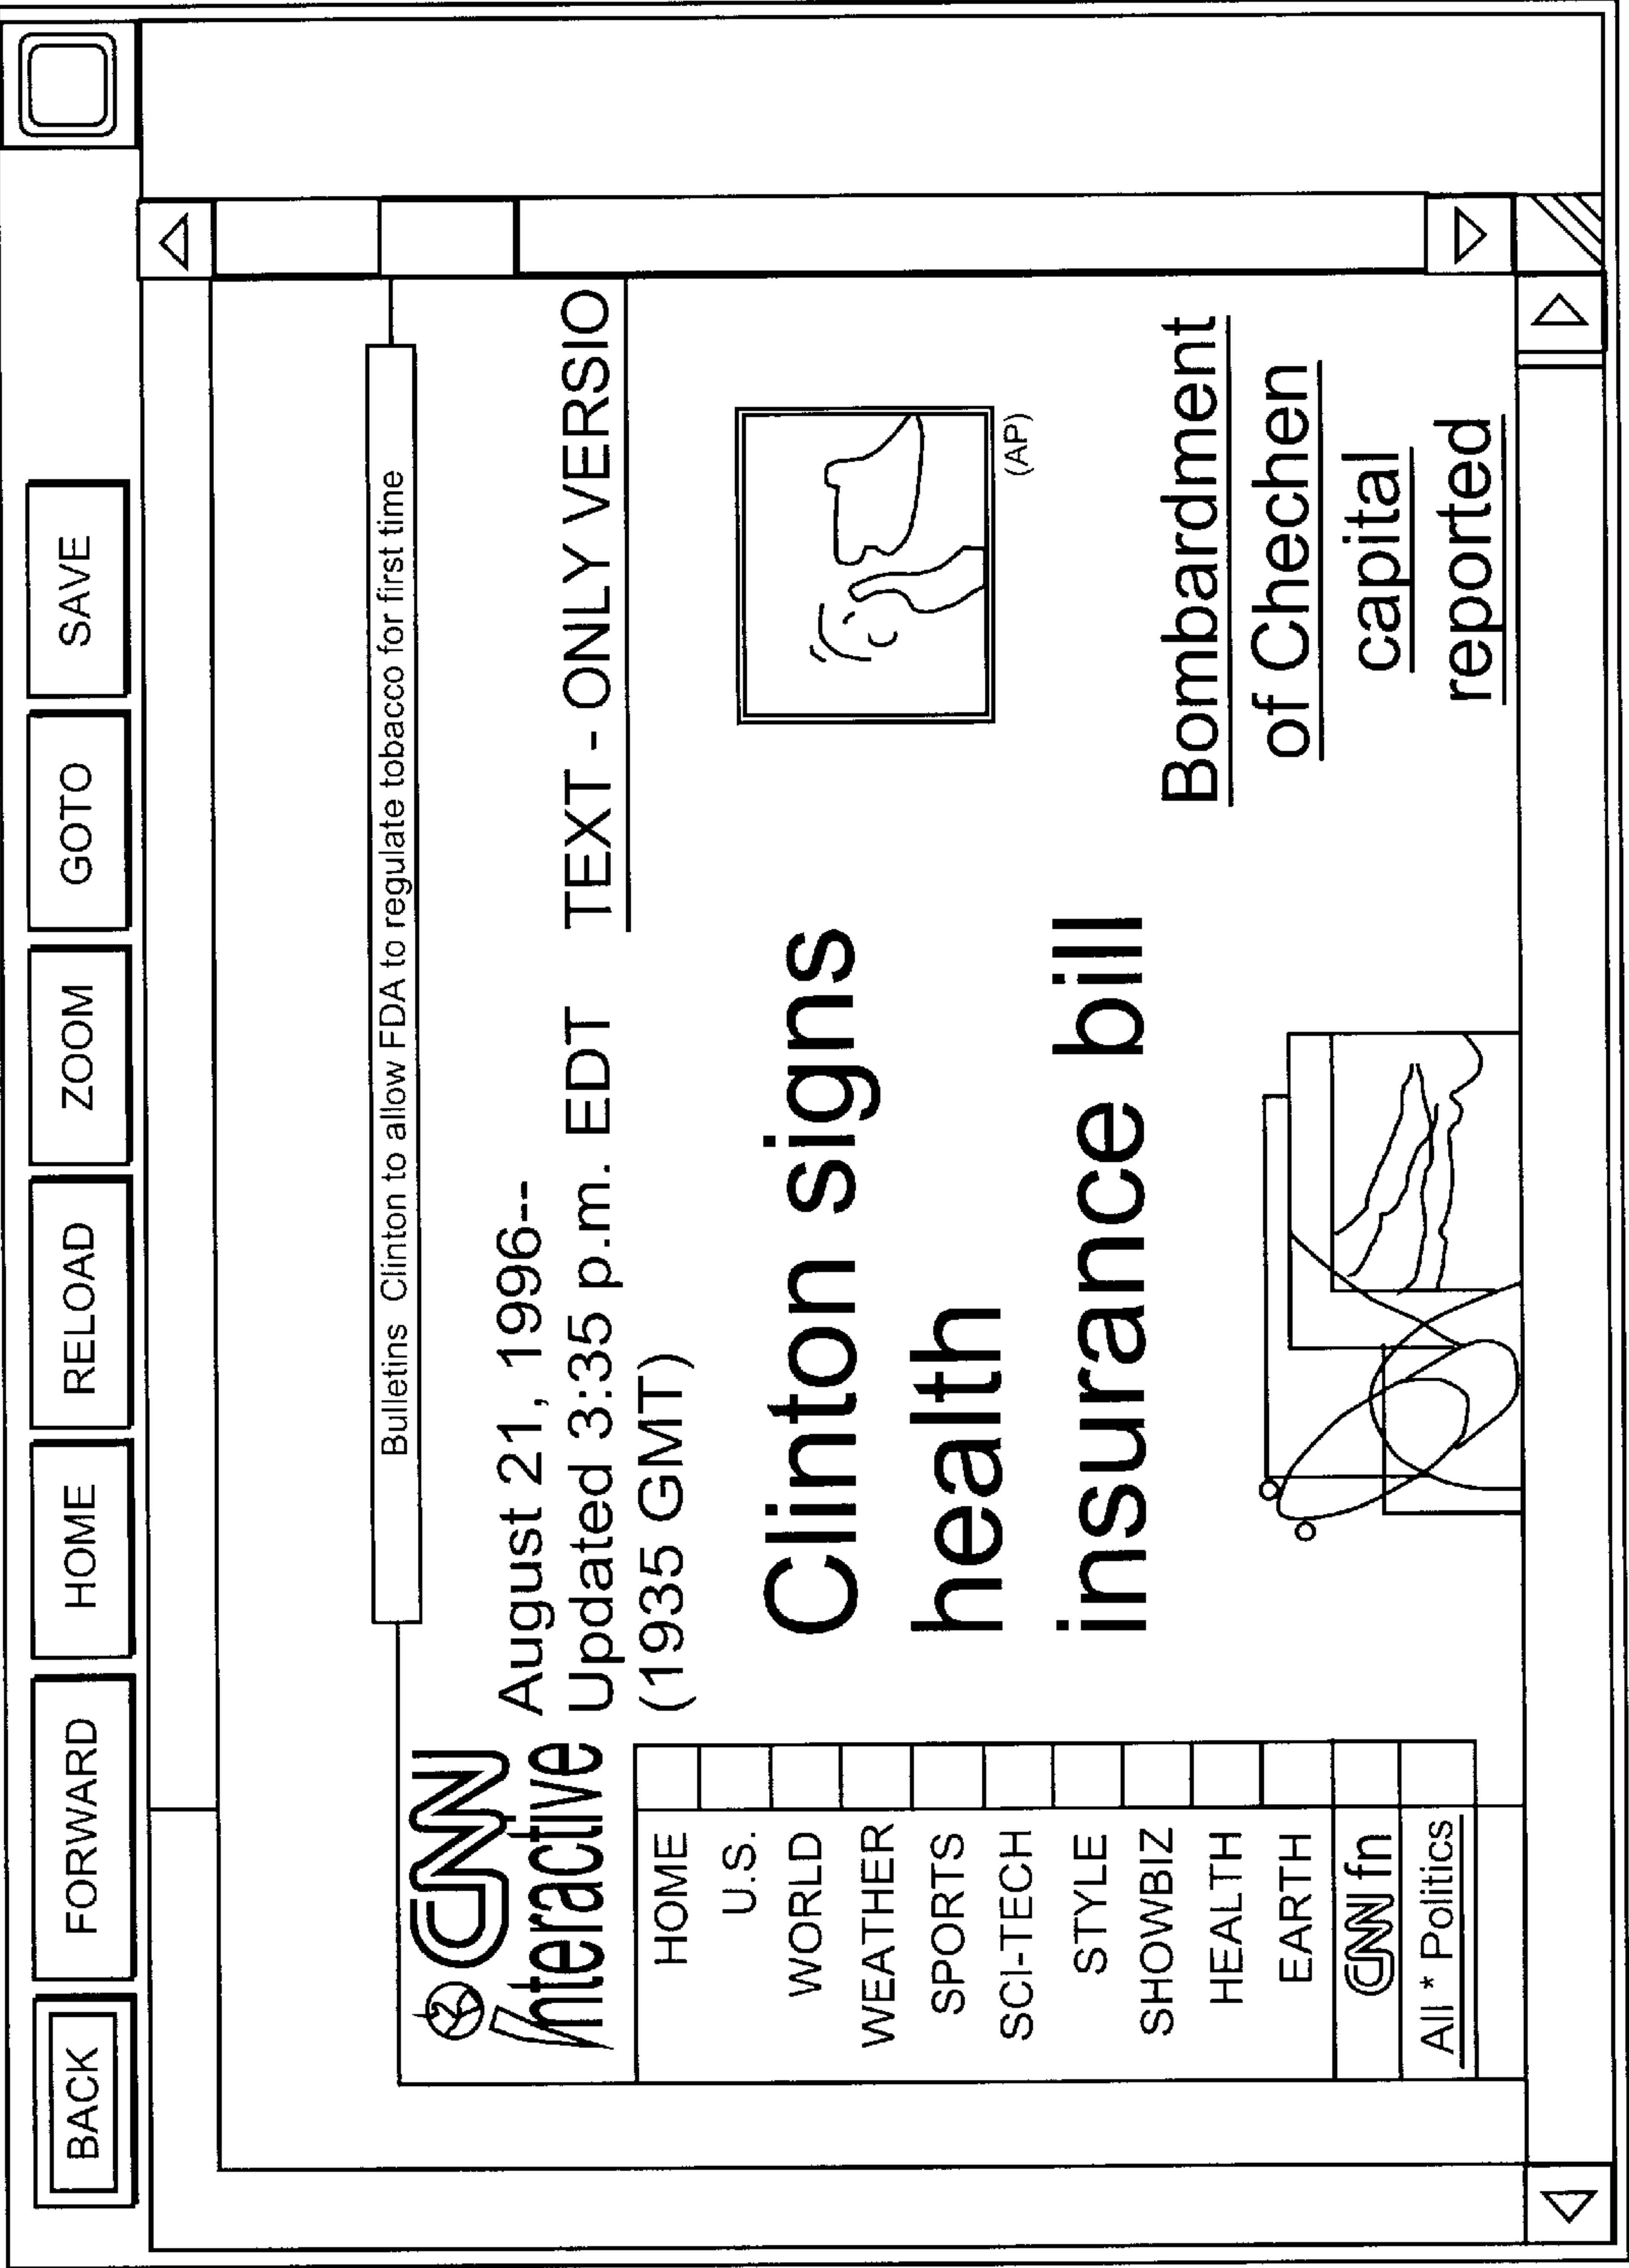 BACK FORWARD HOME RELOAD ZOOM GOTO SAVE
Bulletins Clinton to allow FDA to regulate tobacco for first time
CNN
Interactive
August 21, 1996--
Updated 3:35 p.m. EDT TEXT - ONLY VERSIO
(1935 GMT)
HOME
U.S.
WORLD
WEATHER
SPORTS
SCI-TECH
STYLE
SHOWBIZ
HEALTH
EARTH
CNN fn
All * Politics
Clinton signs
health
insurance bill
(AP)
Bombardment
of Chechen
capital
reported